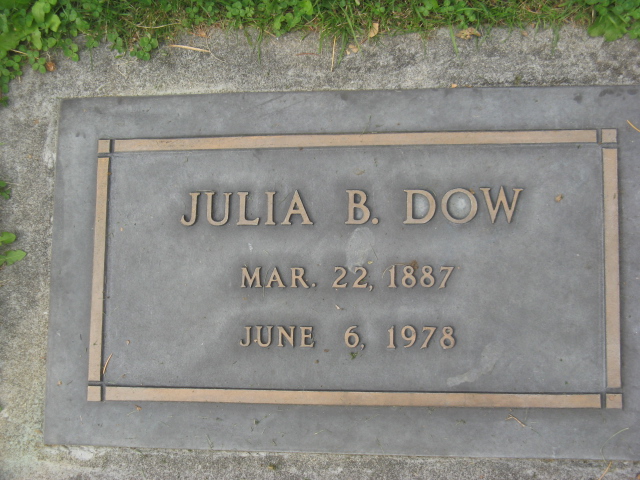 JULIA B. DOW
MAR. 22, 1887
JUNE 6, 1978